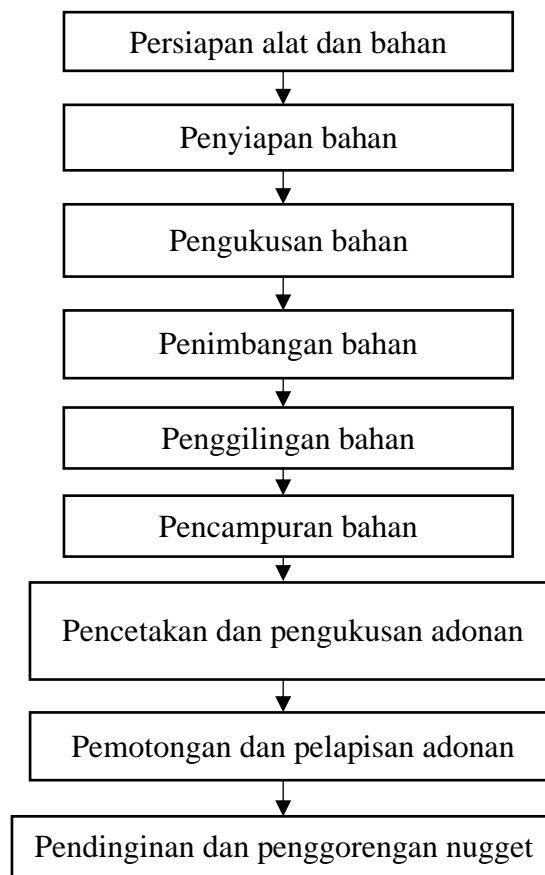 Persiapan alat dan bahan
Penyiapan bahan
Pengukusan bahan
Penimbangan bahan
Penggilingan bahan
Pencampuran bahan
Pencetakan dan pengukusan adonan
Pemotongan dan pelapisan adonan
Pendinginan dan penggorengan nugget